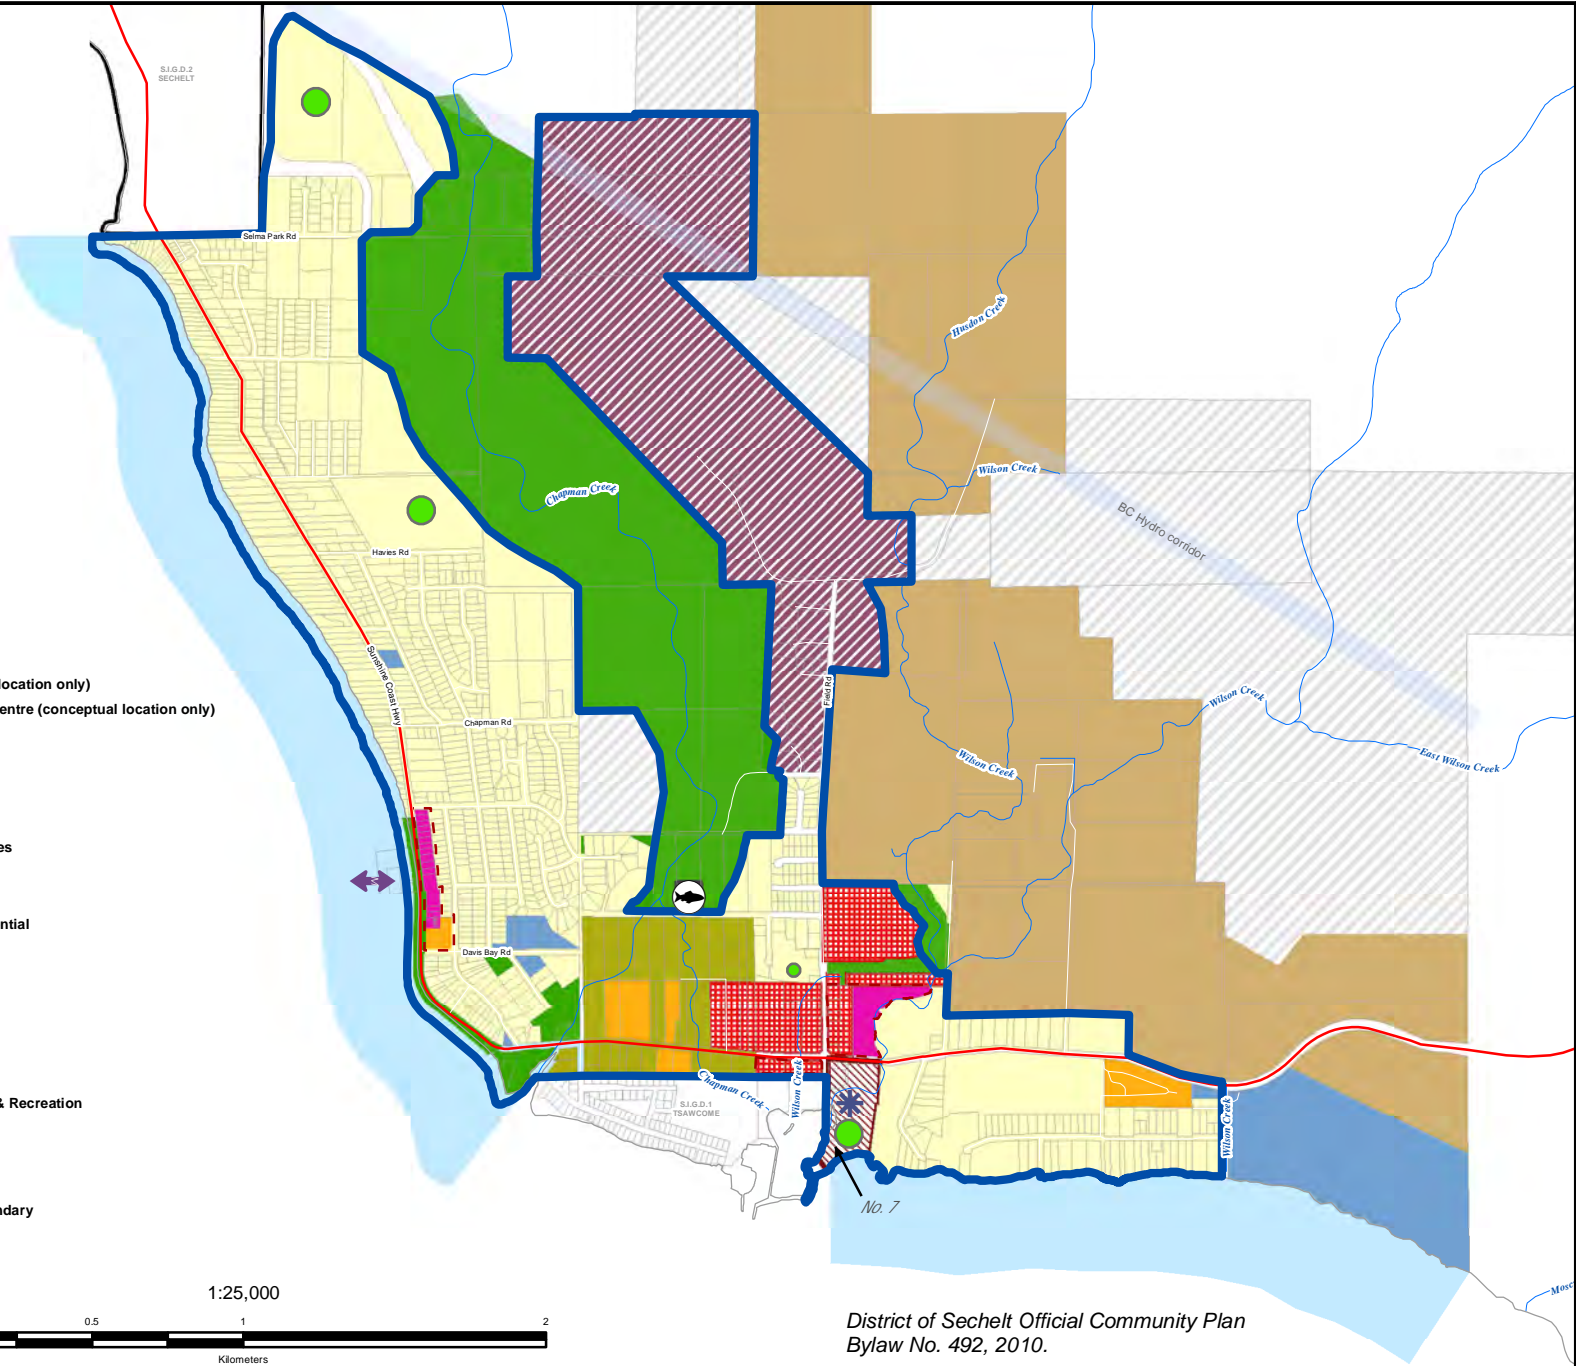 S.I.G.D.2
SECHELT
Selma Park Rd
Husdon Creek
Wilson Creek
Chapman Creek
BC Hydro corridor
Havies Rd
Sunshine Coast Hwy
location only)
entre (conceptual location only)
Field Rd
Wilson Creek
Chapman Rd
East Wilson Creek
Wilson Creek
es
ntial
Davis Bay Rd
Chapman Creek
Wilson Creek
S.I.G.D.1
TSAWCOME
& Recreation
Wilson Creek
ndary
No. 7
1:25,000
0.5 1 2
Kilometers
District of Sechelt Official Community Plan
Bylaw No. 492, 2010.